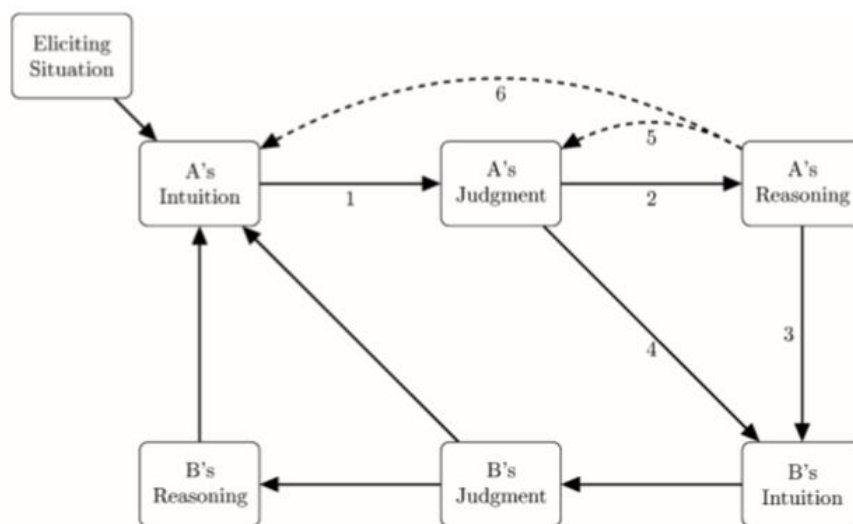 Eliciting
Situation
6
5
A's
Intuition
1
A's
Judgment
2
A's
Reasoning
3
4
B's
Reasoning
B's
Judgment
B's
Intuition